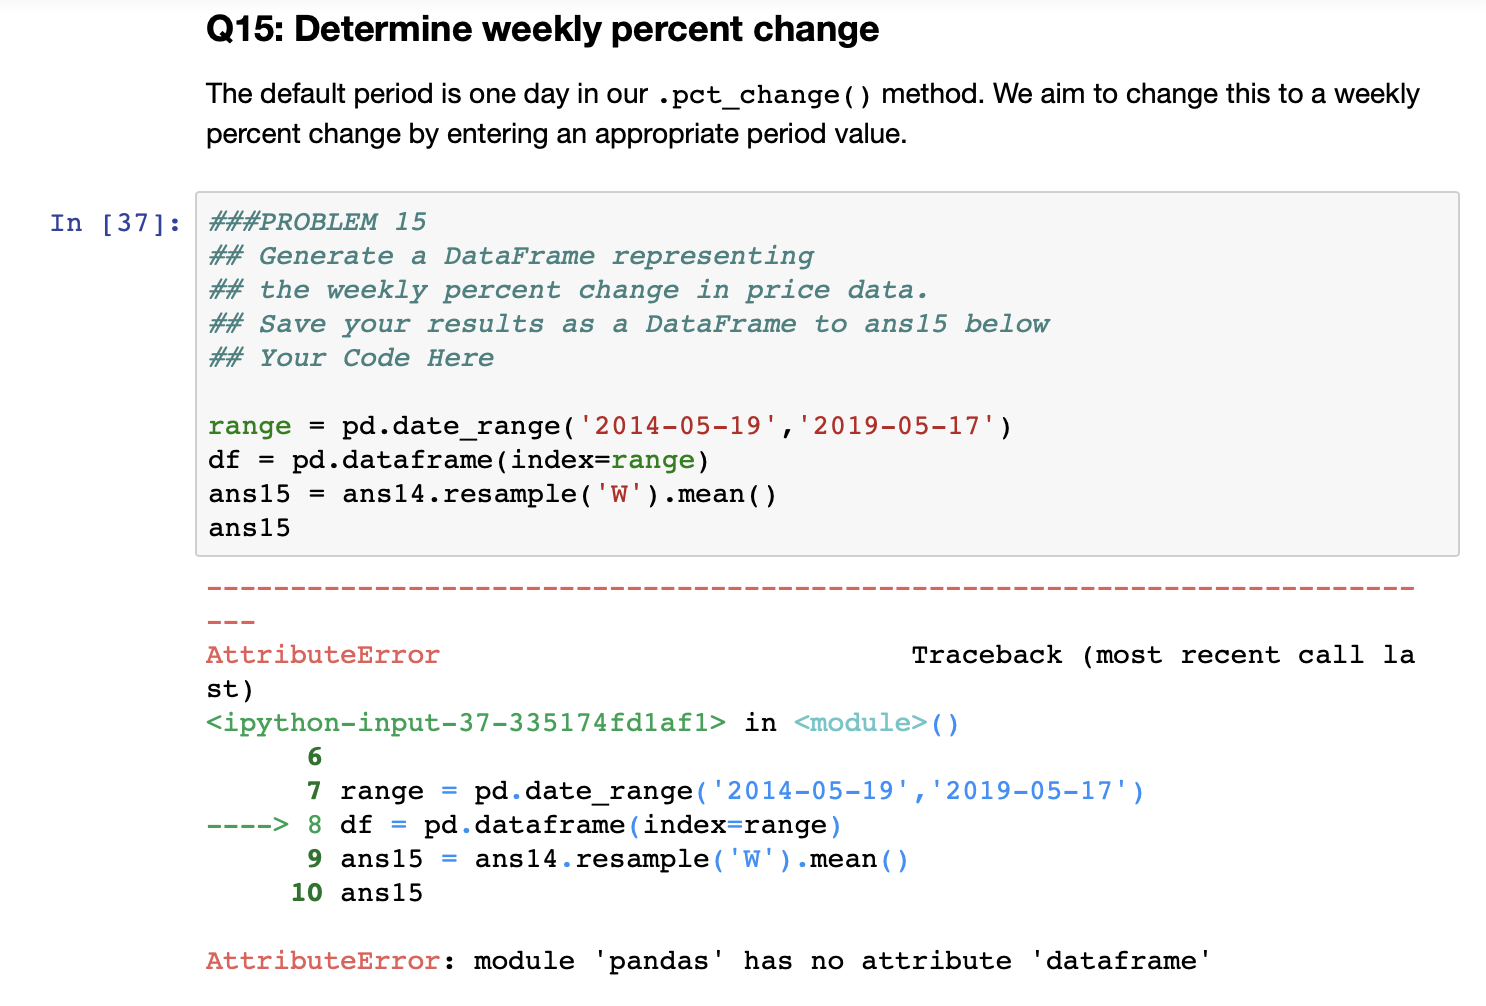 Q15: Determine weekly percent change
The default period is one day in our .pct_change() method. We aim to change this to a weekly
percent change by entering an appropriate period value.
In [37]:
###PROBLEM 15
## Generate a DataFrame representing
## the weekly percent change in price data.
## Save your results as a DataFrame to ans15 below
## Your Code Here
range = pd.date_range('2014-05-19','2019-05-17')
df = pd.dataframe(index=range)
ans15 = ans14.resample('W').mean()
ans15
------------------------------------------------------------------------
---
AttributeError Traceback (most recent call la
st)
<ipython-input-37-335174fd1af1> in <module>()
6
7 range = pd.date_range('2014-05-19','2019-05-17')
----> 8 df = pd.dataframe(index=range)
9 ans15 = ans14.resample('W').mean()
10 ans15
AttributeError: module 'pandas' has no attribute 'dataframe'